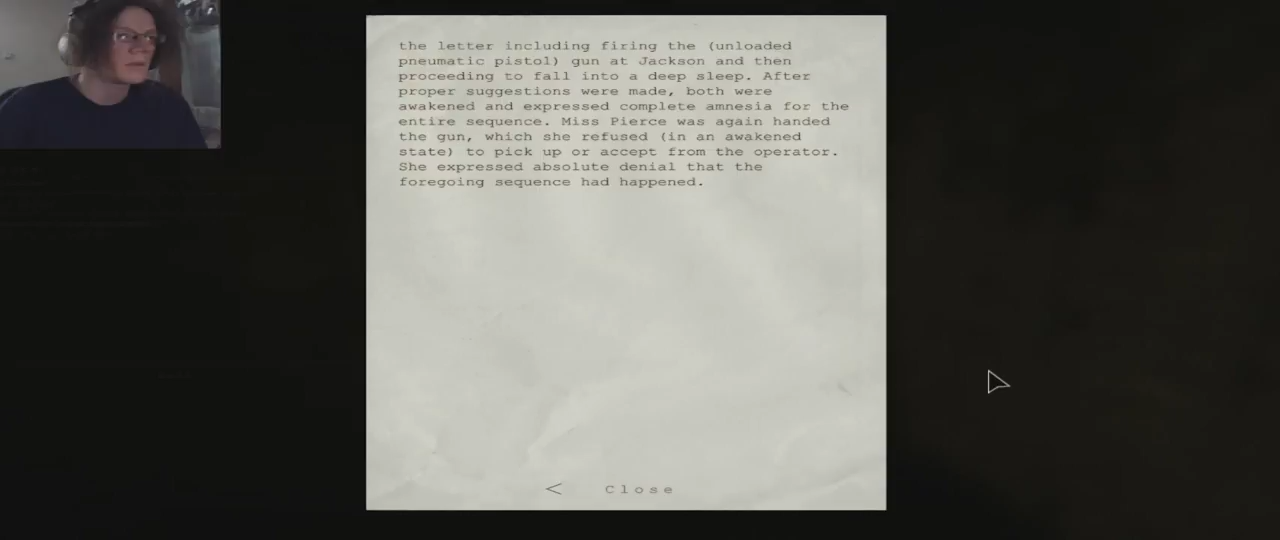 the letter including firing the (unloaded
pneumatic pistol) gun at Jackson and then
proceeding to fall into a deep sleep. After
proper suggestions were made, both were
awakened and expressed complete amnesia for the
entire sequence. Miss Pierce was again handed
the gun, which she refused (in an awakened
state) to pick up or accept from the operator.
She expressed absolute denial that the
foregoing sequence had happened.
< Close